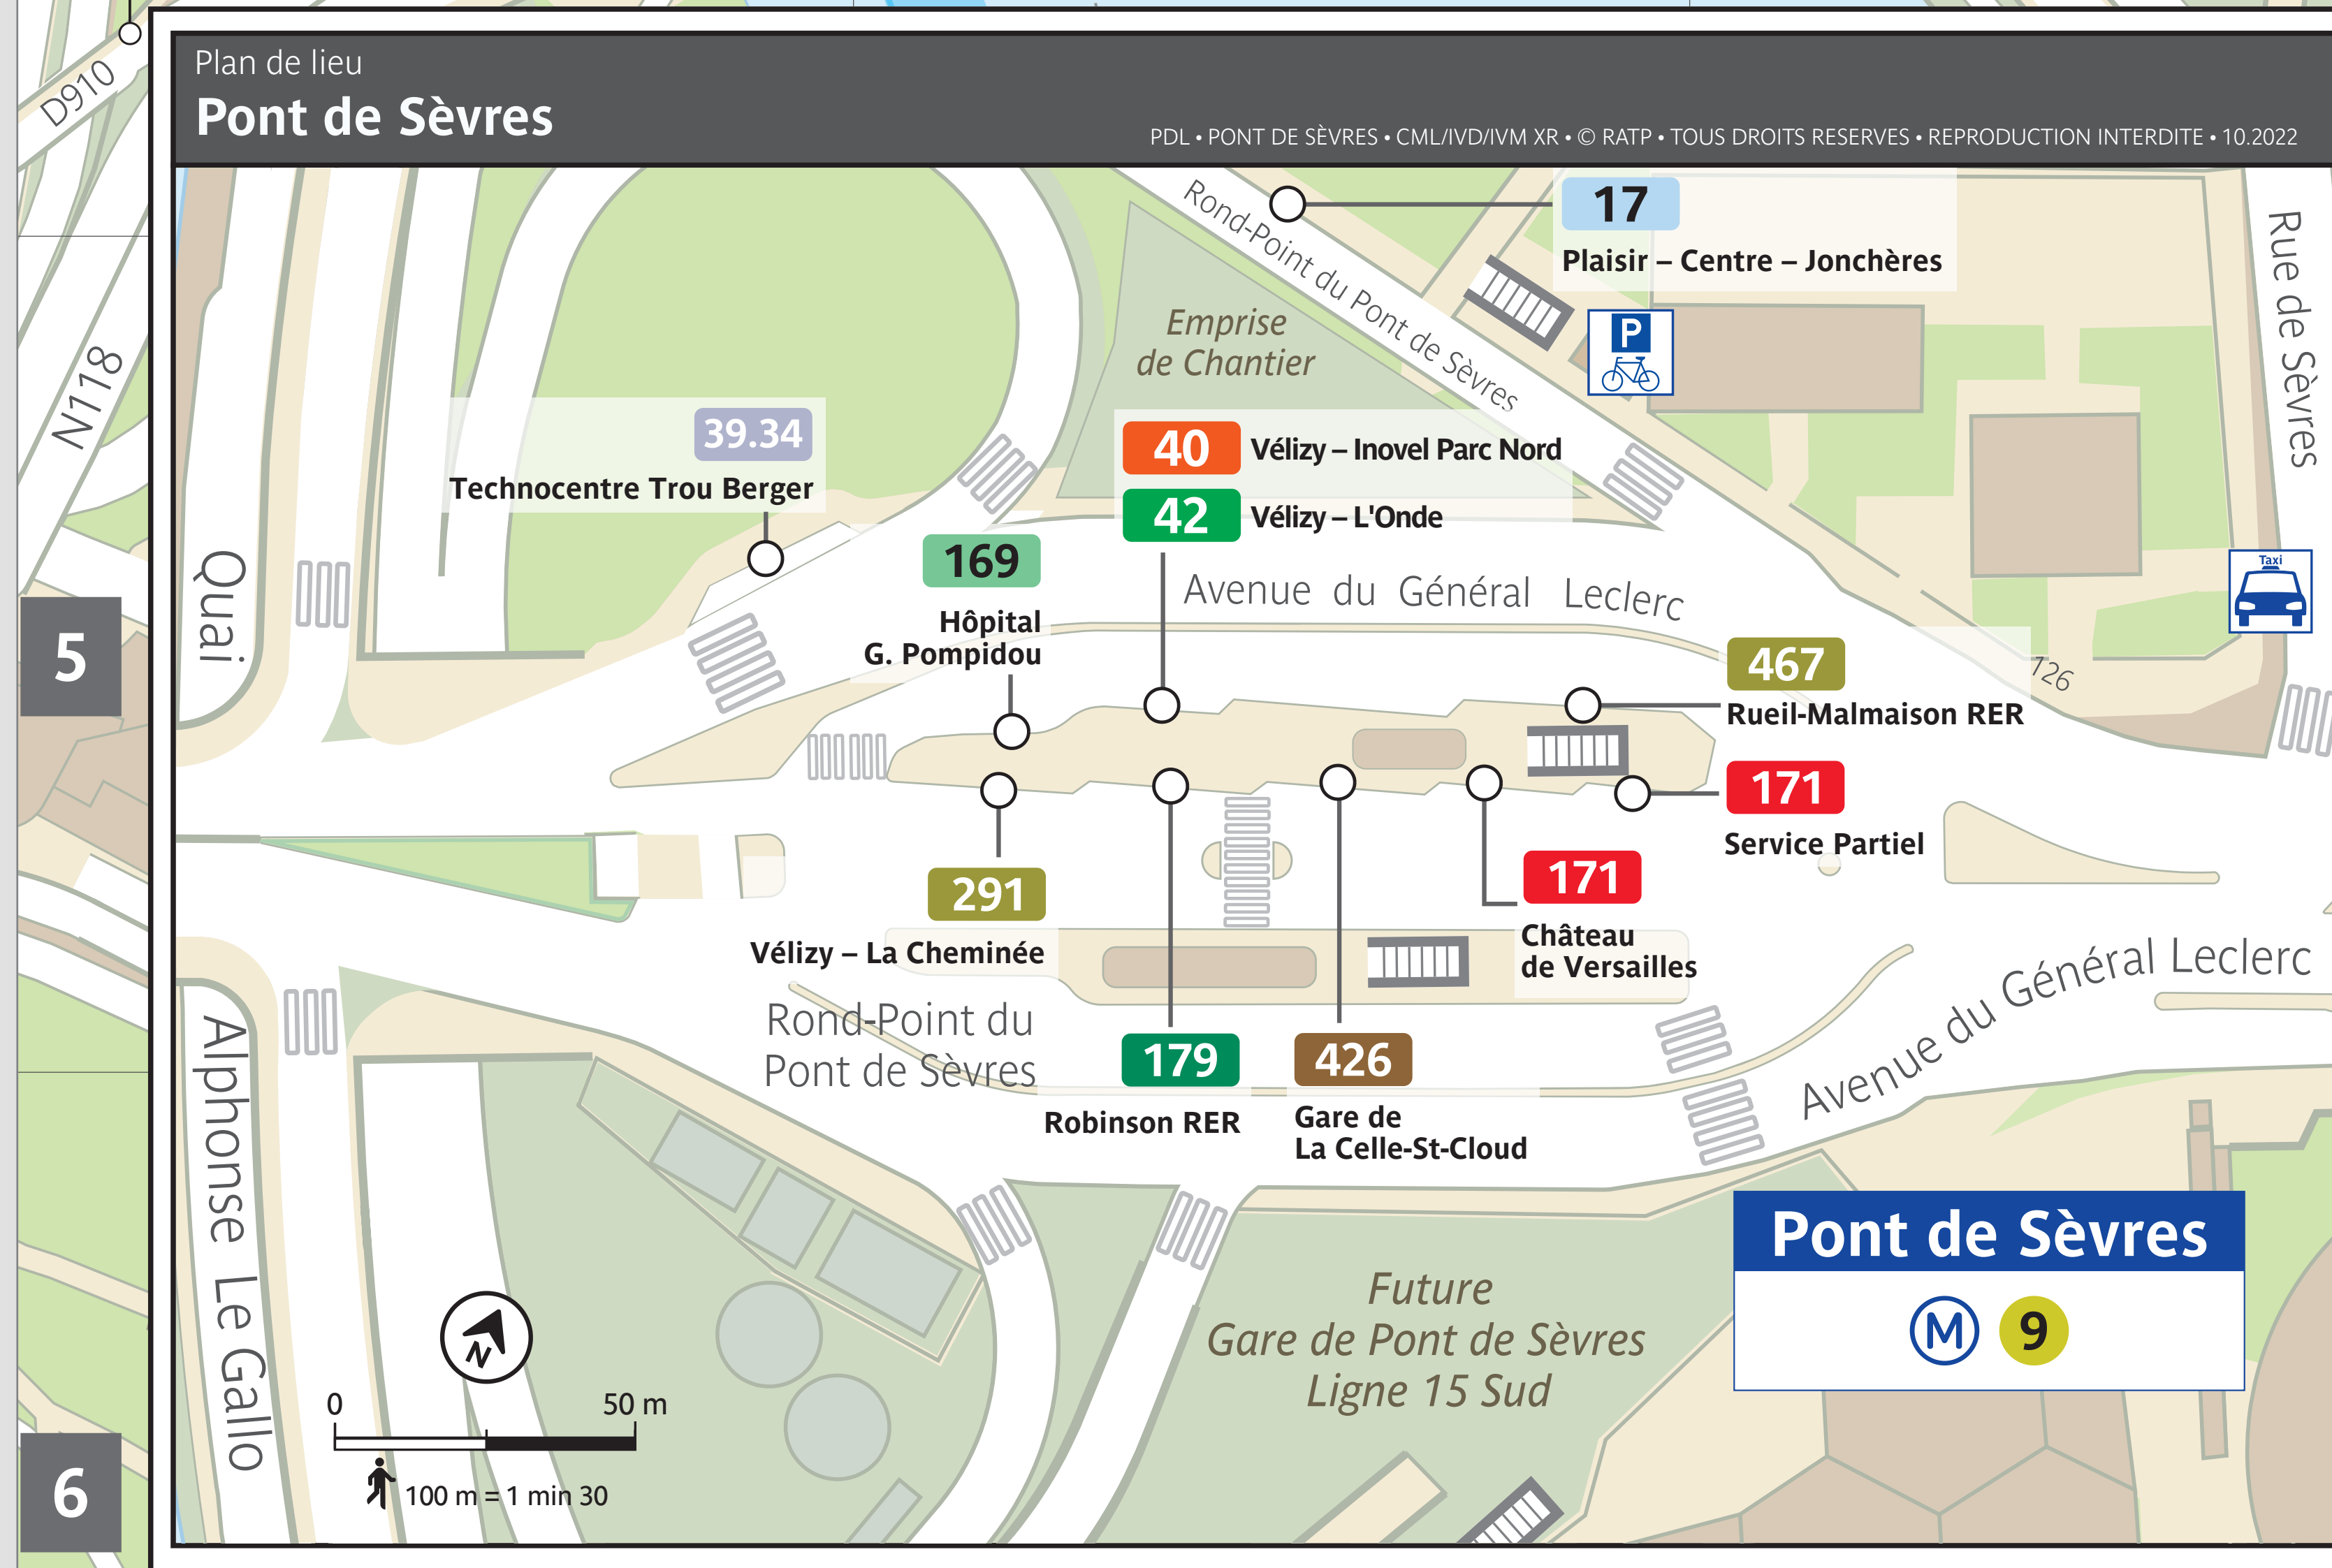 D910
N118
5
6
Plan de lieu
Pont de Sèvres
PDL • PONT DE SÈVRES • CML/IVD/IVM XR • © RATP • TOUS DROITS RESERVES • REPRODUCTION INTERDITE • 10.2022
Rond-Point du Pont de Sèvres
17
Plaisir – Centre – Jonchères
Rue de Sèvres
Emprise
de Chantier
P
39.34
Technocentre Trou Berger
40 Vélizy – Inovel Parc Nord
42 Vélizy – L'Onde
169
Hôpital
G. Pompidou
Avenue du Général Leclerc
Taxi
Quai
467
Rueil-Malmaison RER
126
171
Service Partiel
291
Vélizy – La Cheminée
171
Château
de Versailles
Rond-Point du
Pont de Sèvres
179
Robinson RER
426
Gare de
La Celle-St-Cloud
Avenue du Général Leclerc
Alphonse Le Gallo
Pont de Sèvres
M 9
Future
Gare de Pont de Sèvres
Ligne 15 Sud
0 50 m
100 m = 1 min 30